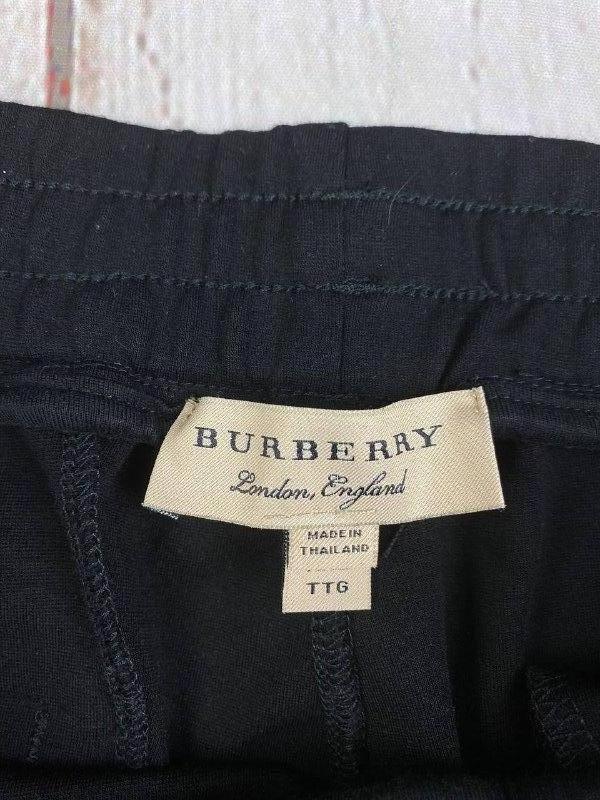 BURBERRY
London, England
MADE IN
THAILAND
TTG